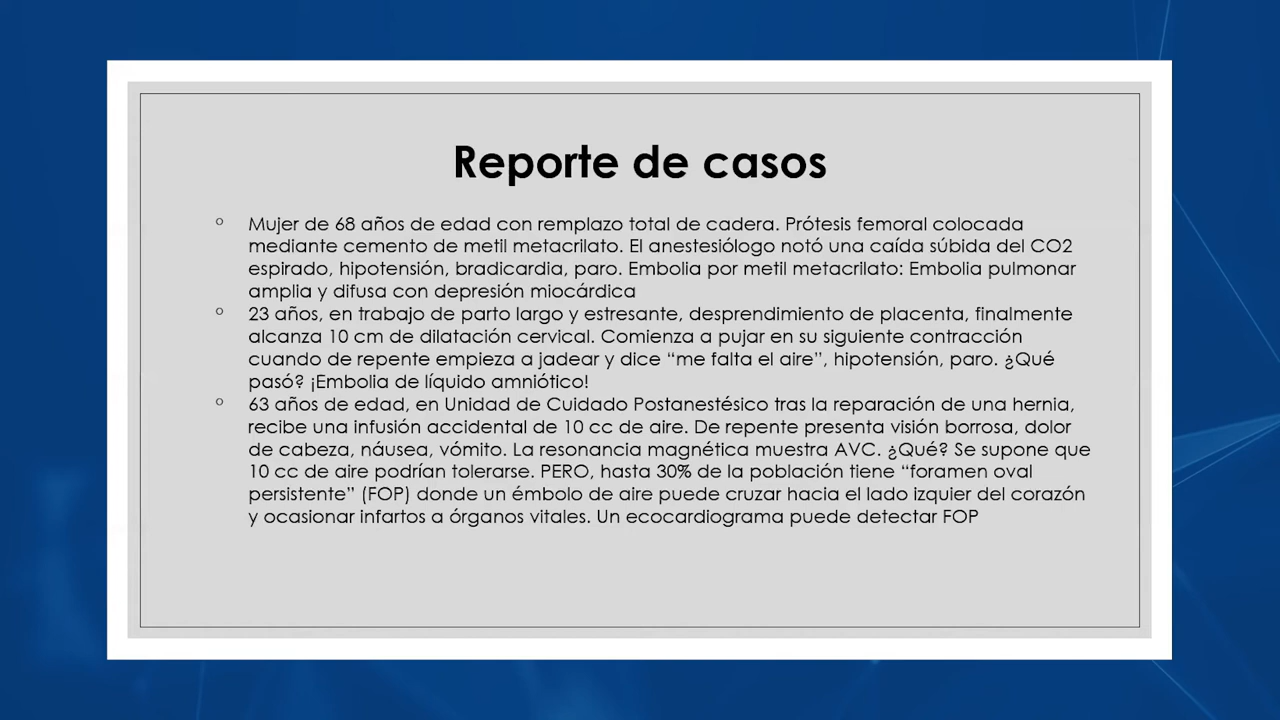 Reporte de casos
◦ Mujer de 68 años de edad con remplazo total de cadera. Prótesis femoral colocada
mediante cemento de metil metacrilato. El anestesiólogo notó una caída súbida del CO2
espirado, hipotensión, bradicardia, paro. Embolia por metil metacrilato: Embolia pulmonar
amplia y difusa con depresión miocárdica
◦ 23 años, en trabajo de parto largo y estresante, desprendimiento de placenta, finalmente
alcanza 10 cm de dilatación cervical. Comienza a pujar en su siguiente contracción
cuando de repente empieza a jadear y dice “me falta el aire”, hipotensión, paro. ¿Qué
pasó? ¡Embolia de líquido amniótico!
◦ 63 años de edad, en Unidad de Cuidado Postanestésico tras la reparación de una hernia,
recibe una infusión accidental de 10 cc de aire. De repente presenta visión borrosa, dolor
de cabeza, náusea, vómito. La resonancia magnética muestra AVC. ¿Qué? Se supone que
10 cc de aire podrían tolerarse. PERO, hasta 30% de la población tiene “foramen oval
persistente” (FOP) donde un émbolo de aire puede cruzar hacia el lado izquier del corazón
y ocasionar infartos a órganos vitales. Un ecocardiograma puede detectar FOP